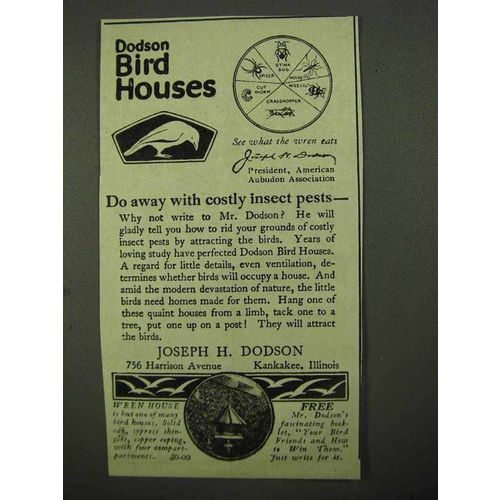 Dodson
Bird
Houses
STINK
BUG
SPIDER
CUT
WORM
WEEVIL
GRASSHOPPER
See what the wren eats
Joseph H. Dodson
President, American
Aubudon Association
Do away with costly insect pests—
Why not write to Mr. Dodson? He will
gladly tell you how to rid your grounds of costly
insect pests by attracting the birds. Years of
loving study have perfected Dodson Bird Houses.
A regard for little details, even ventilation, de-
termines whether birds will occupy a house. And
amid the modern devastation of nature, the little
birds need homes made for them. Hang one of
these quaint houses from a limb, tack one to a
tree, put one up on a post! They will attract
the birds.
JOSEPH H. DODSON
756 Harrison Avenue Kankakee, Illinois
WREN HOUSE
is but one of many
bird houses. Solid
oak, cypress shin-
gles, copper coping,
with four compart-
partments.
FREE
Mr. Dodson's
fascinating book-
let, "Your Bird
Friends and How
to Win Them."
Just write for it.